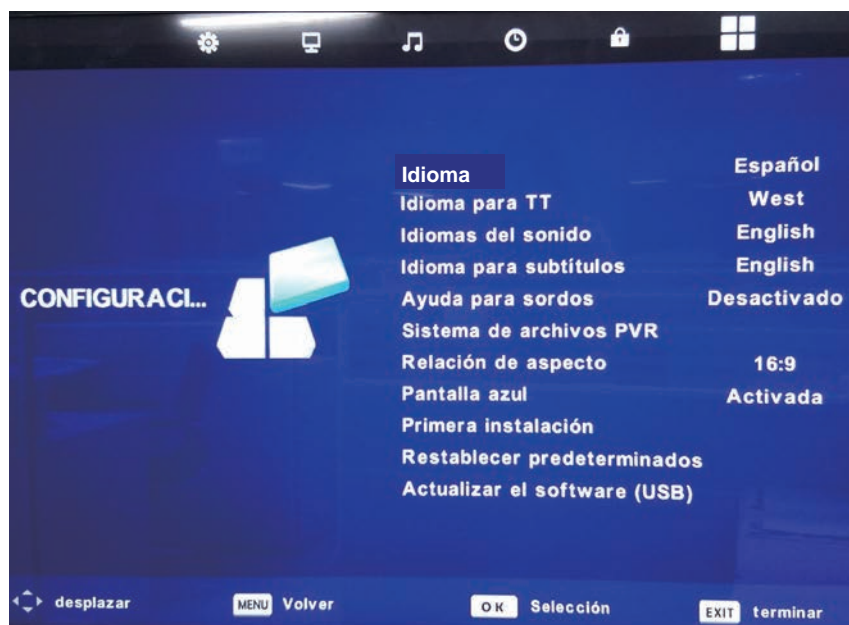 Idioma Español
Idioma para TT West
Idiomas del sonido English
Idioma para subtítulos English
CONFIGURACI... Ayuda para sordos Desactivado
Sistema de archivos PVR
Relación de aspecto 16:9
Pantalla azul Activada
Primera instalación
Restablecer predeterminados
Actualizar el software (USB)
desplazar MENU Volver OK Selección EXIT terminar